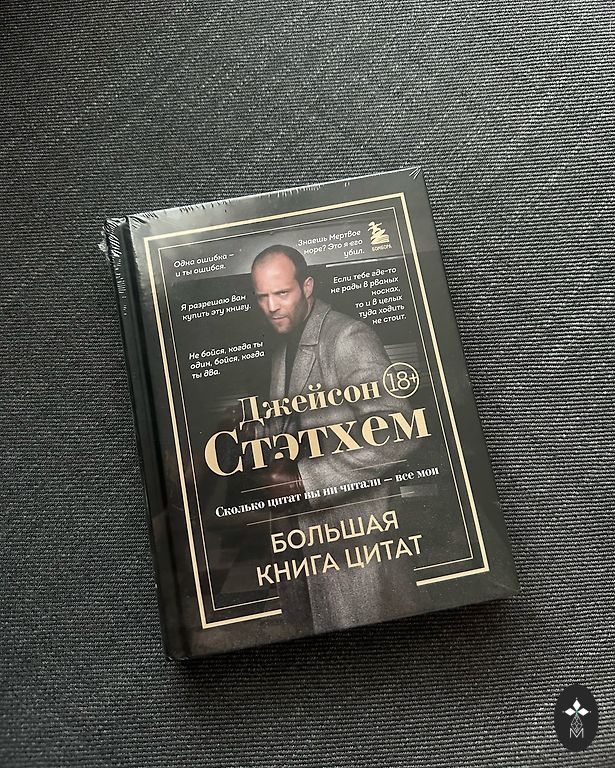 Одна ошибка –
и ты ошибся.
Знаешь Мертвое
море? Это я его
убил.
БОМБОРА
Я разрешаю вам
купить эту книгу.
Если тебе где-то
не рады в рваных
носках,
то и в целых
туда ходить
не стоит.
Не бойся, когда ты
один, бойся, когда
ты два.
Джейсон
18+
Стэтхем
Сколько цитат вы ни читали – все мои
БОЛЬШАЯ
КНИГА ЦИТАТ